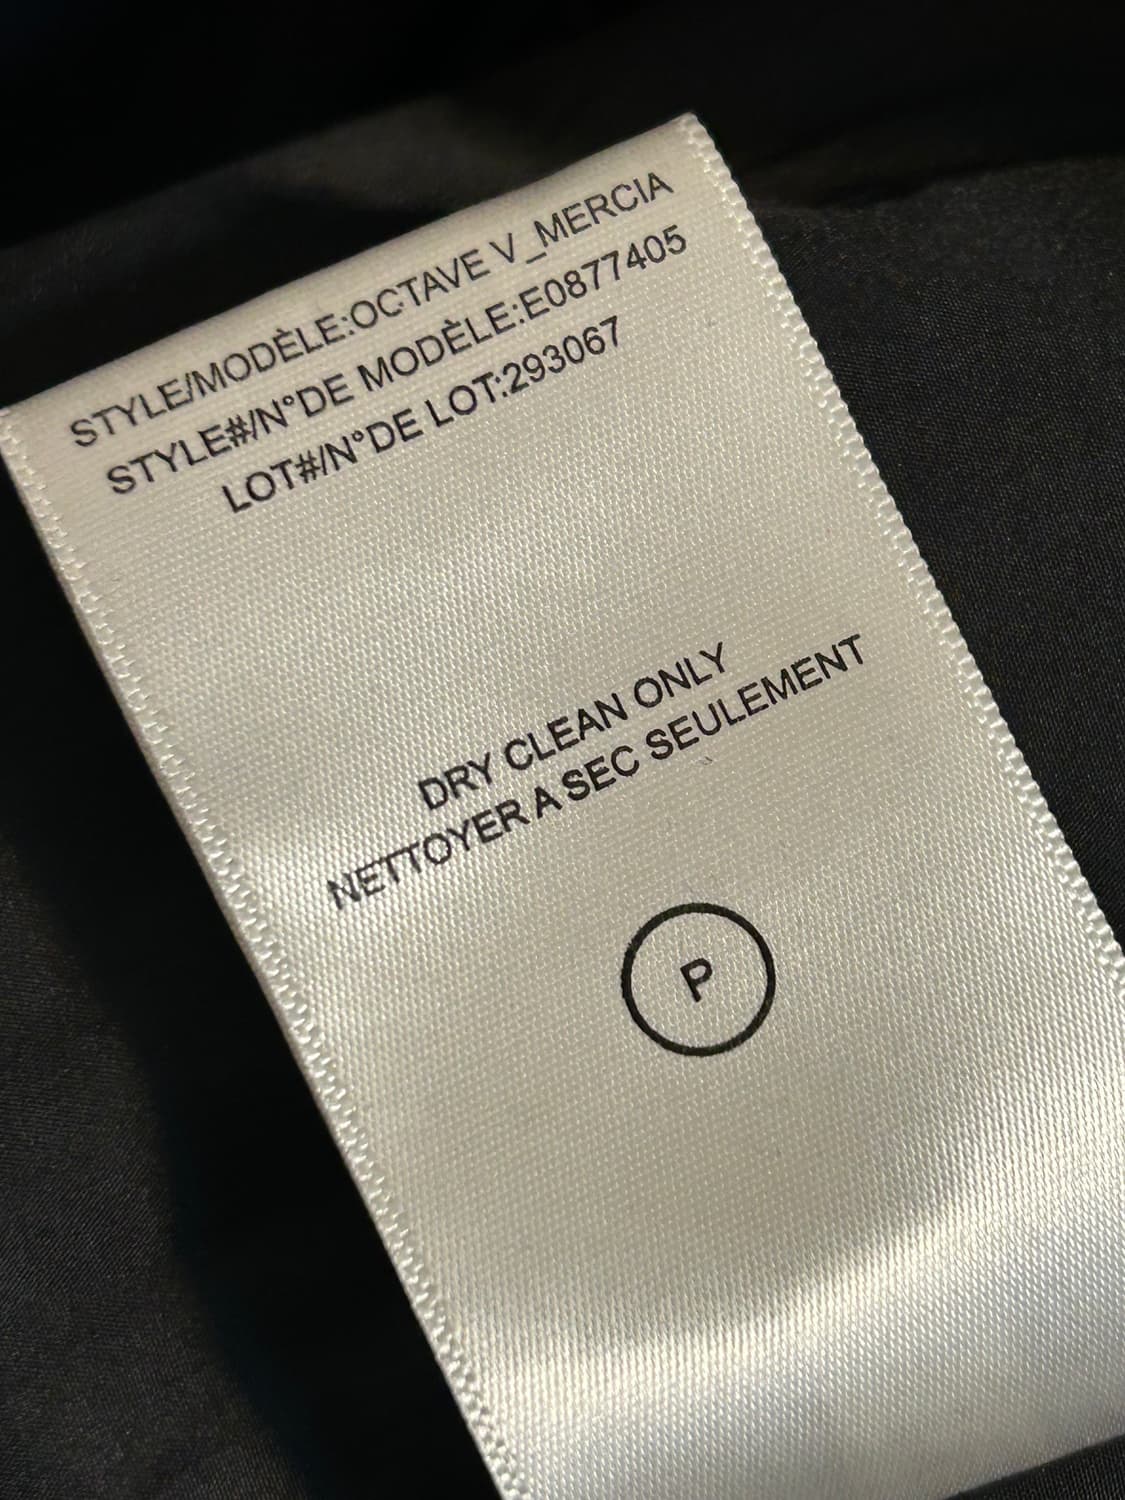 STYLE/MODÈLE:OCTAVE V_MERCIA
STYLE#/N°DE MODÈLE:E0877405
LOT#/N°DE LOT:293067
DRY CLEAN ONLY
NETTOYER A SEC SEULEMENT
P